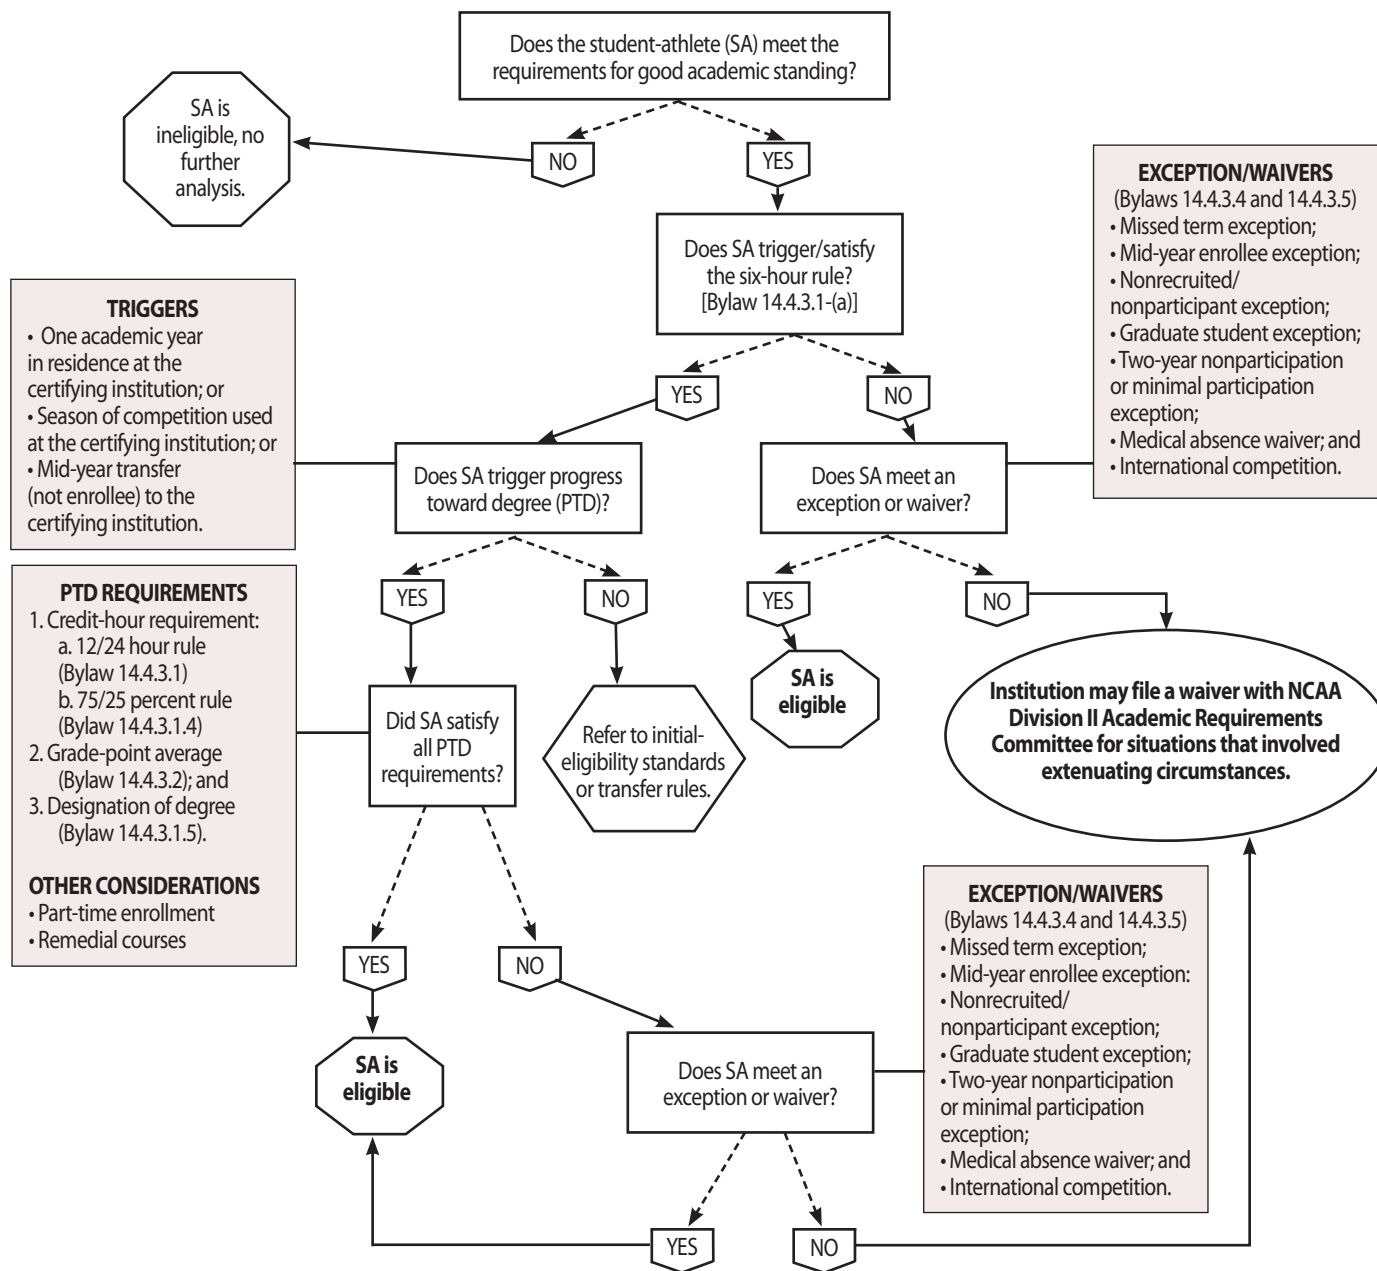 Does the student-athlete (SA) meet the
requirements for good academic standing?
SA is
ineligible, no
further
analysis.
NO
YES
EXCEPTION/WAIVERS
(Bylaws 14.4.3.4 and 14.4.3.5)
• Missed term exception;
• Mid-year enrollee exception;
• Nonrecruited/
nonparticipant exception;
• Graduate student exception;
• Two-year nonparticipation
or minimal participation
exception;
• Medical absence waiver; and
• International competition.
Does SA trigger/satisfy
the six-hour rule?
[Bylaw 14.4.3.1-(a)]
TRIGGERS
• One academic year
in residence at the
certifying institution; or
• Season of competition used
at the certifying institution; or
• Mid-year transfer
(not enrollee) to the
certifying institution.
YES
NO
Does SA trigger progress
toward degree (PTD)?
Does SA meet an
exception or waiver?
YES
NO
YES
NO
PTD REQUIREMENTS
1. Credit-hour requirement:
a. 12/24 hour rule
(Bylaw 14.4.3.1)
b. 75/25 percent rule
(Bylaw 14.4.3.1.4)
2. Grade-point average
(Bylaw 14.4.3.2); and
3. Designation of degree
(Bylaw 14.4.3.1.5).
OTHER CONSIDERATIONS
• Part-time enrollment
• Remedial courses
Did SA satisfy
all PTD
requirements?
Refer to initial-
eligibility standards
or transfer rules.
SA is
eligible
Institution may file a waiver with NCAA
Division II Academic Requirements
Committee for situations that involved
extenuating circumstances.
YES
NO
SA is
eligible
Does SA meet an
exception or waiver?
EXCEPTION/WAIVERS
(Bylaws 14.4.3.4 and 14.4.3.5)
• Missed term exception;
• Mid-year enrollee exception:
• Nonrecruited/
nonparticipant exception;
• Graduate student exception;
• Two-year nonparticipation
or minimal participation
exception;
• Medical absence waiver; and
• International competition.
YES
NO